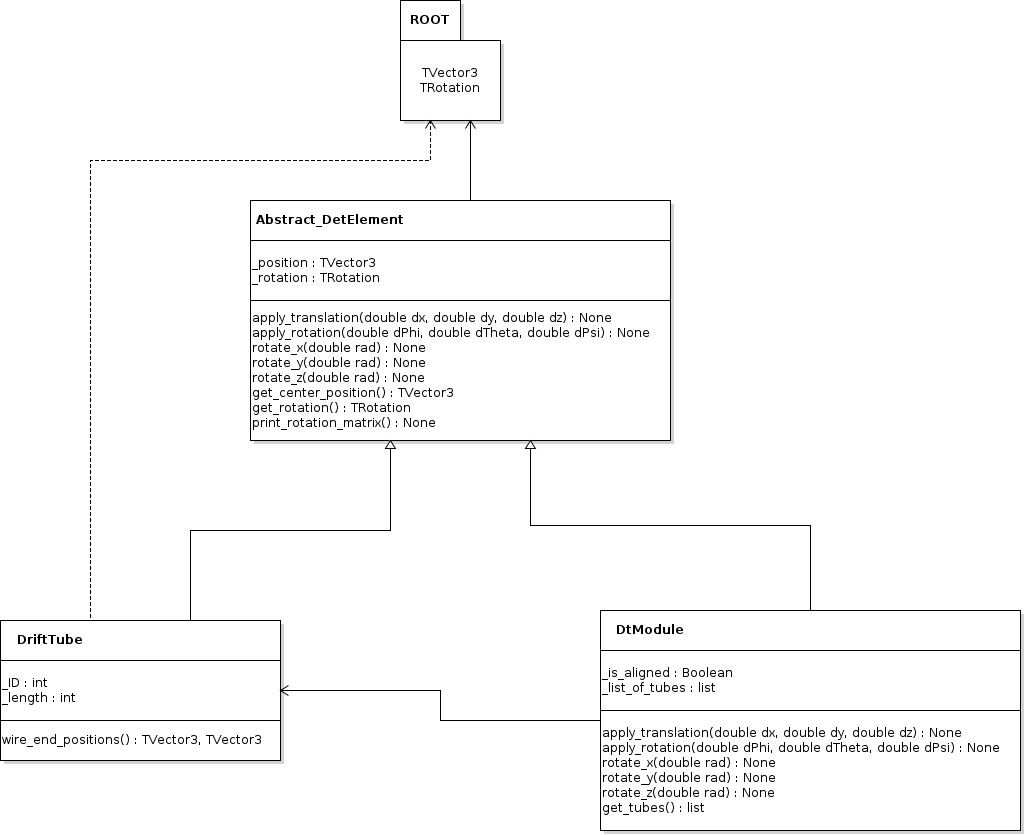 ROOT
TVector3
TRotation
Abstract_DetElement
_position : TVector3
_rotation : TRotation
apply_translation(double dx, double dy, double dz) : None
apply_rotation(double dPhi, double dTheta, double dPsi) : None
rotate_x(double rad) : None
rotate_y(double rad) : None
rotate_z(double rad) : None
get_center_position() : TVector3
get_rotation() : TRotation
print_rotation_matrix() : None
DriftTube
_ID : int
_length : int
wire_end_positions() : TVector3, TVector3
DtModule
_is_aligned : Boolean
_list_of_tubes : list
apply_translation(double dx, double dy, double dz) : None
apply_rotation(double dPhi, double dTheta, double dPsi) : None
rotate_x(double rad) : None
rotate_y(double rad) : None
rotate_z(double rad) : None
get_tubes() : list